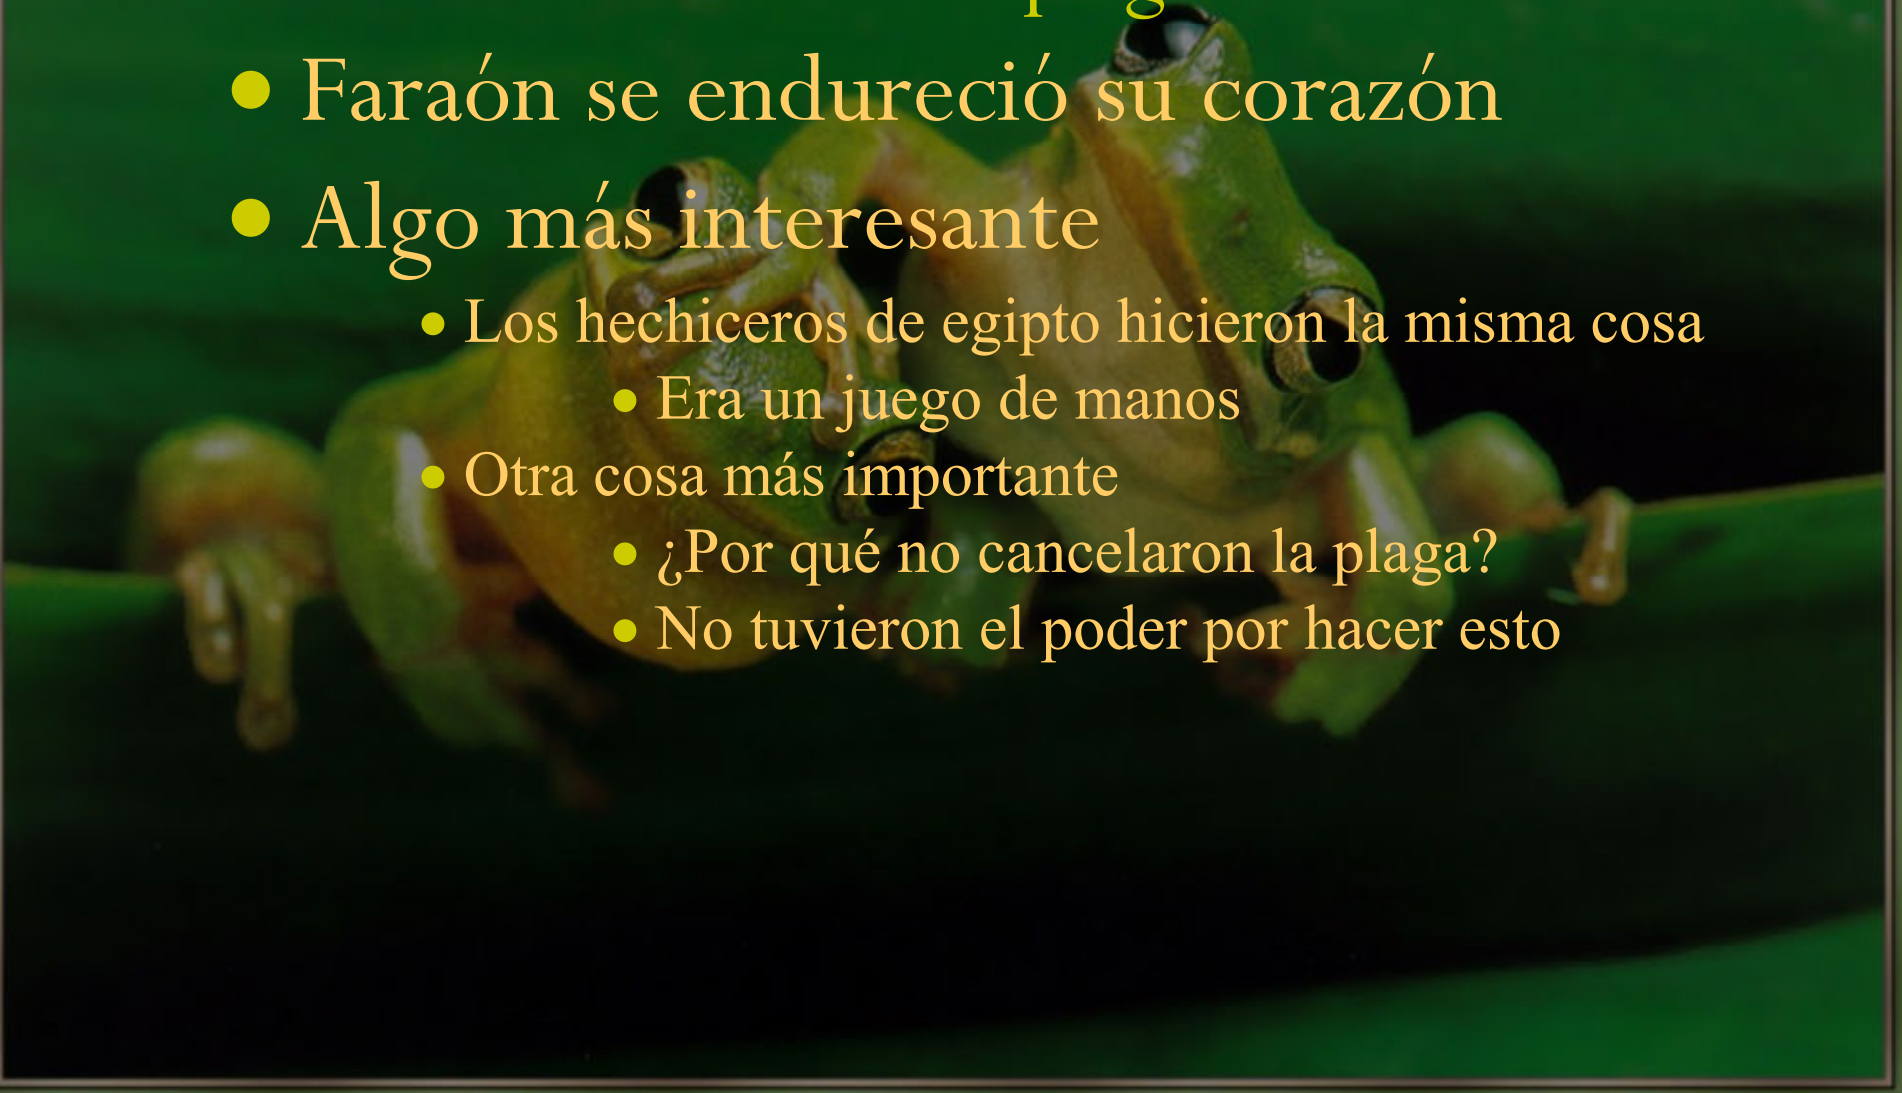 • Faraón se endureció su corazón
• Algo más interesante
• Los hechiceros de egipto hicieron la misma cosa
• Era un juego de manos
• Otra cosa más importante
• ¿Por qué no cancelaron la plaga?
• No tuvieron el poder por hacer esto